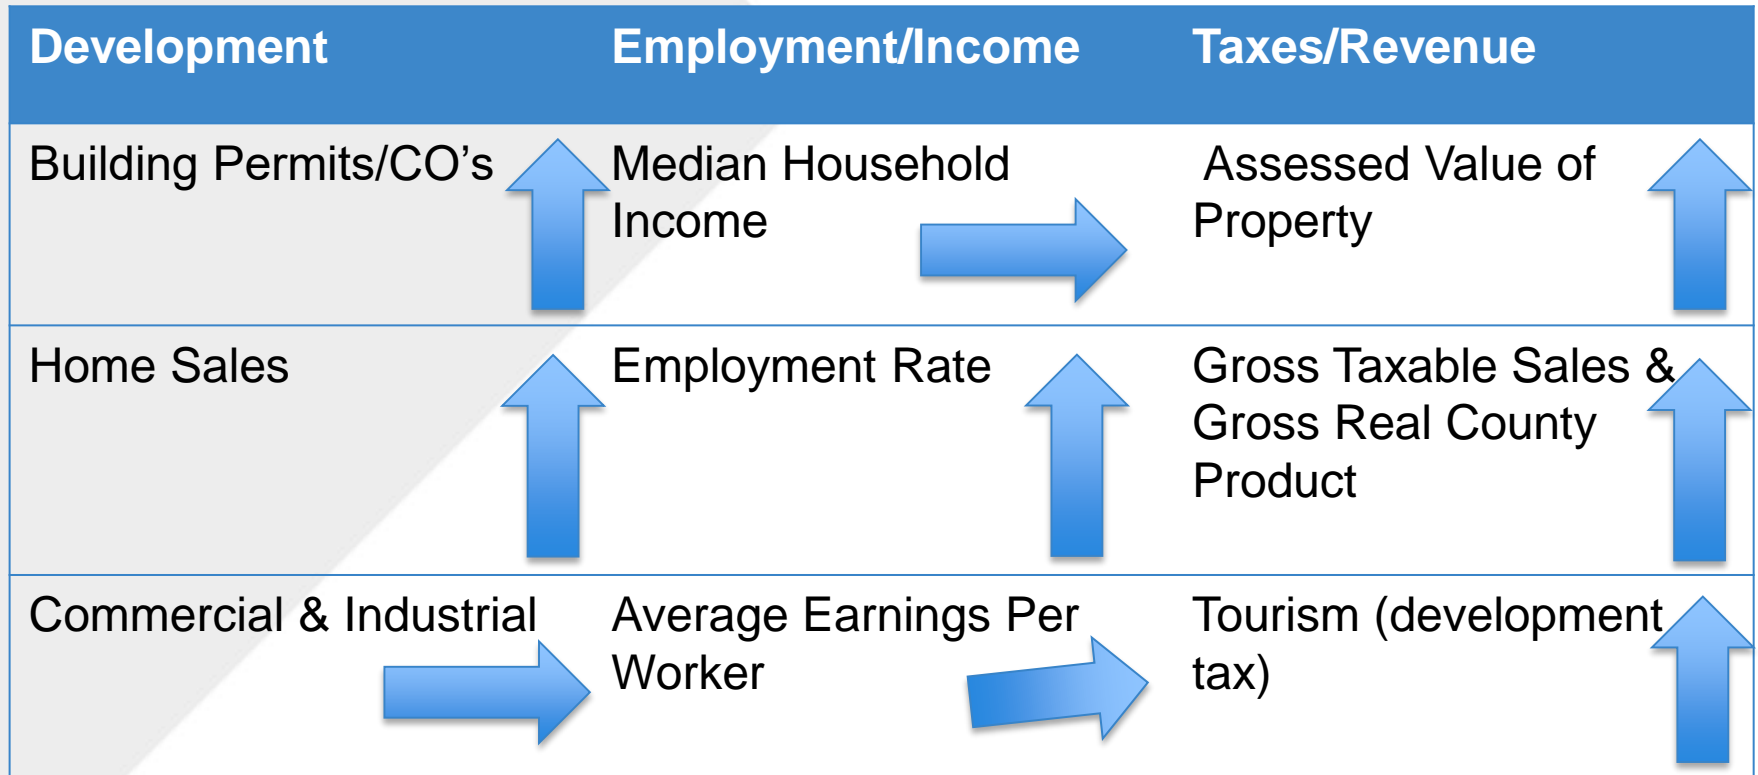 Development
Employment/Income
Taxes/Revenue
Building Permits/CO’s
Median Household
Income
Assessed Value of
Property
Home Sales
Employment Rate
Gross Taxable Sales &
Gross Real County
Product
Commercial & Industrial
Average Earnings Per
Worker
Tourism (development
tax)